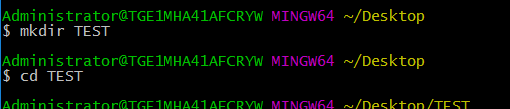 Administrator@TGE1MHA41AFCRYW MINGW64 ~/Desktop
$ mkdir TEST
Administrator@TGE1MHA41AFCRYW MINGW64 ~/Desktop
$ cd TEST
Administrator@TGE1MHA41AFCRYW MINGW64 ~/Desktop/TEST